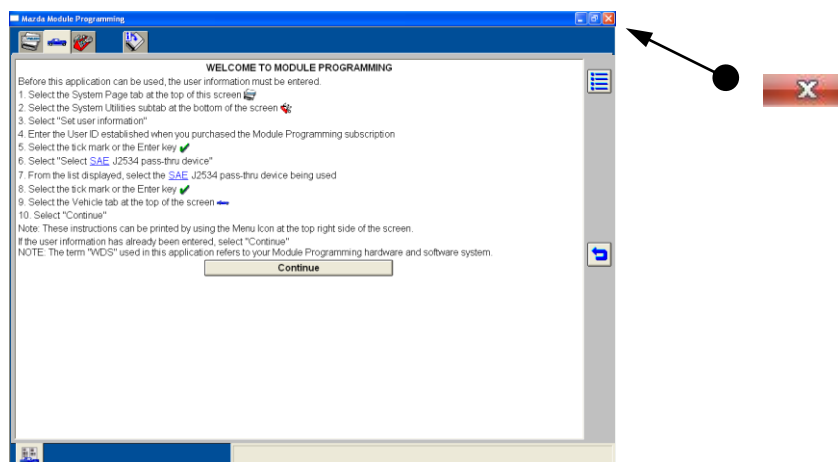 Mazda Module Programming
WELCOME TO MODULE PROGRAMMING
Before this application can be used, the user information must be entered.
1. Select the System Page tab at the top of this screen
2. Select the System Utilities subtab at the bottom of the screen
3. Select "Set user information"
4. Enter the User ID established when you purchased the Module Programming subscription
5. Select the tick mark or the Enter key
6. Select "Select SAE J2534 pass-thru device"
7. From the list displayed, select the SAE J2534 pass-thru device being used
8. Select the tick mark or the Enter key
9. Select the Vehicle tab at the top of the screen
10. Select "Continue"
Note: These instructions can be printed by using the Menu Icon at the top right side of the screen.
If the user information has already been entered, select "Continue"
NOTE: The term "WDS" used in this application refers to your Module Programming hardware and software system.
Continue